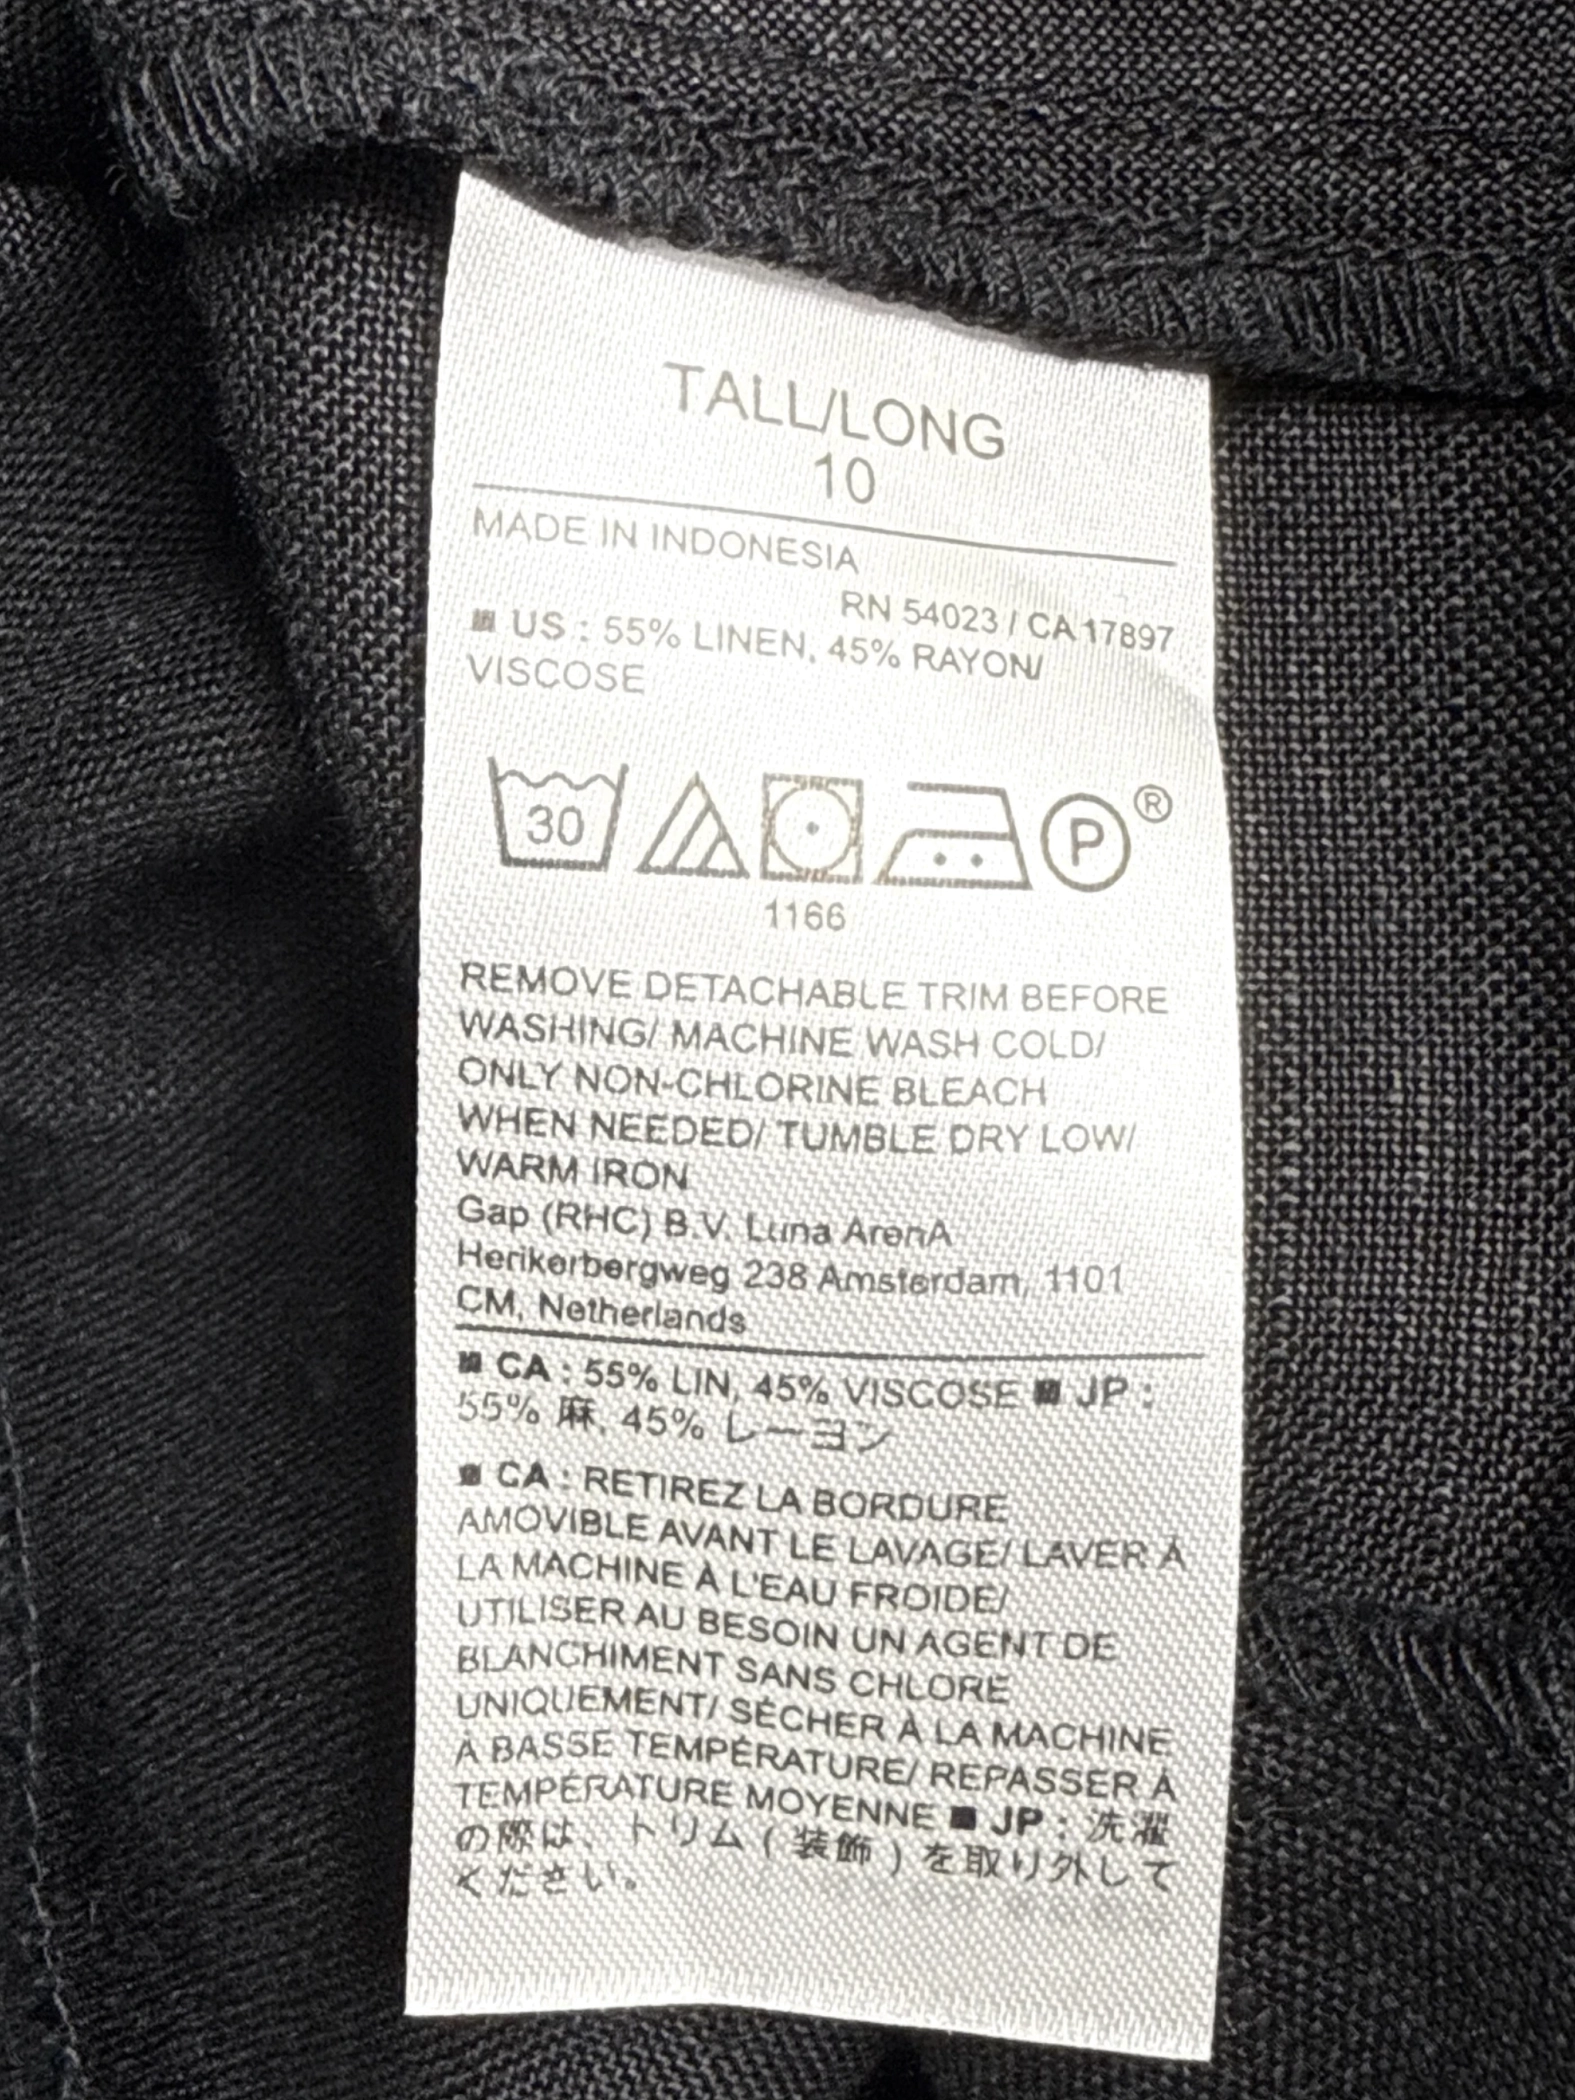 TALL/LONG
10
MADE IN INDONESIA
RN 54023 / CA 17897
■ US : 55% LINEN, 45% RAYON/
VISCOSE
30
P
®
1166
REMOVE DETACHABLE TRIM BEFORE
WASHING/ MACHINE WASH COLD/
ONLY NON-CHLORINE BLEACH
WHEN NEEDED/ TUMBLE DRY LOW/
WARM IRON
Gap (RHC) B.V. Luna ArenA
Herikerbergweg 238 Amsterdam, 1101
CM, Netherlands
■ CA : 55% LIN, 45% VISCOSE ■ JP :
55% 麻, 45% レーヨン
■ CA : RETIREZ LA BORDURE
AMOVIBLE AVANT LE LAVAGE/ LAVER À
LA MACHINE À L'EAU FROIDE/
UTILISER AU BESOIN UN AGENT DE
BLANCHIMENT SANS CHLORE
UNIQUEMENT/ SÉCHER À LA MACHINE
À BASSE TEMPÉRATURE/ REPASSER À
TEMPÉRATURE MOYENNE ■ JP : 洗濯
の際は、トリム ( 装飾 ) を取り外して
ください。